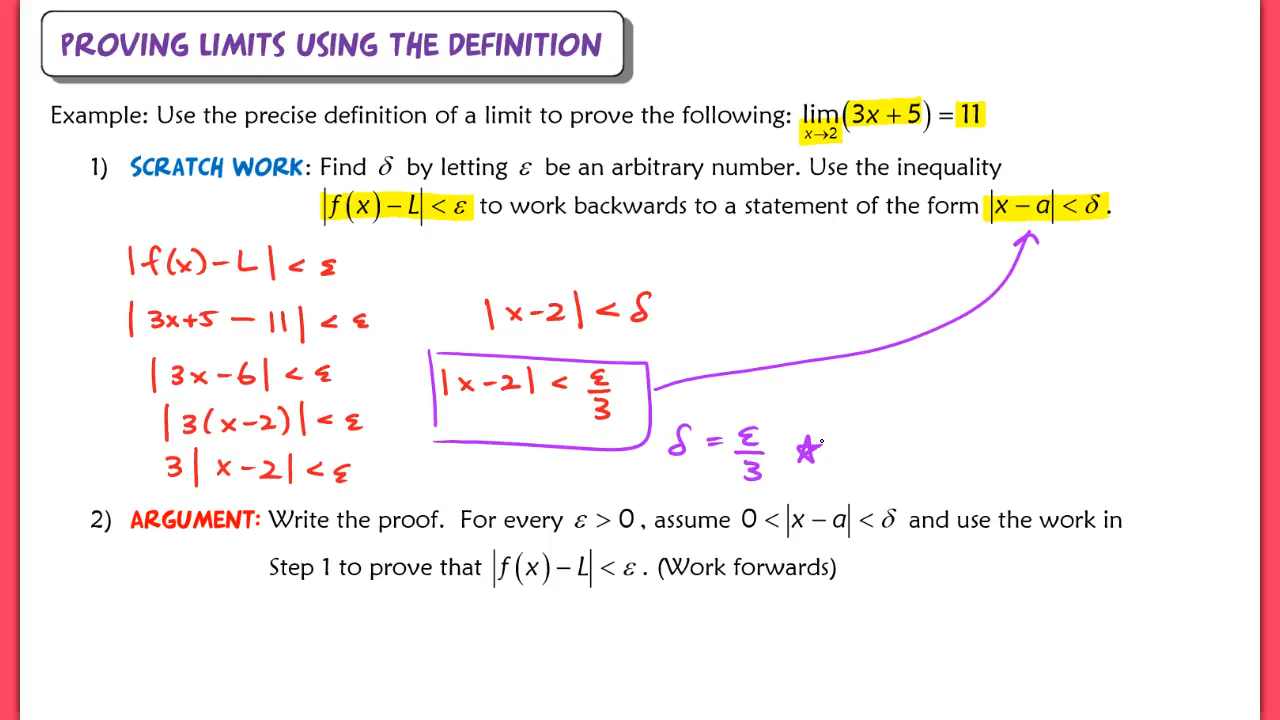 PROVING LIMITS USING THE DEFINITION
Example: Use the precise definition of a limit to prove the following: lim x→2 (3x + 5) = 11
1) SCRATCH WORK: Find δ by letting ε be an arbitrary number. Use the inequality
|f(x) − L| < ε to work backwards to a statement of the form |x − a| < δ.
|f(x) − L| < ε
|3x+5 − 11| < ε
|3x − 6| < ε
|3(x−2)| < ε
3|x−2| < ε
|x−2| < δ
|x−2| < ε/3
δ = ε/3 ☆
2) ARGUMENT: Write the proof. For every ε > 0, assume 0 < |x − a| < δ and use the work in
Step 1 to prove that |f(x) − L| < ε. (Work forwards)